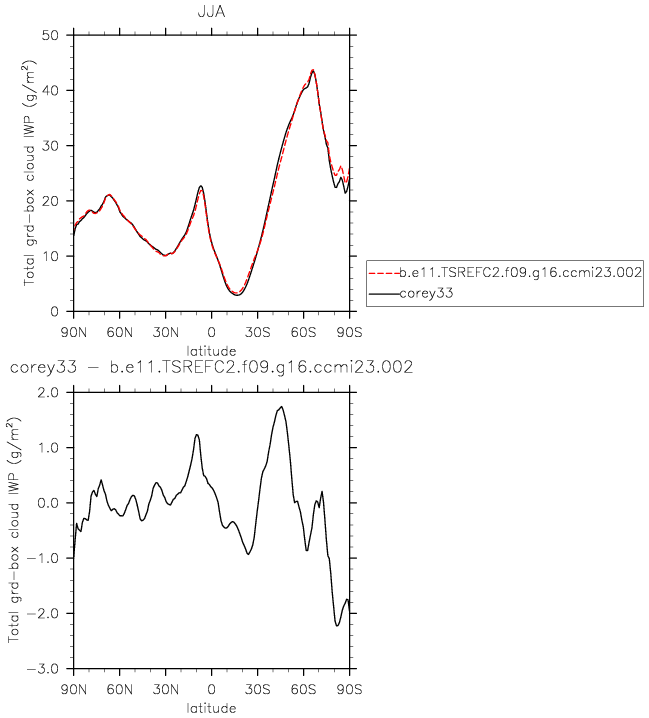 JJA
Total grd-box cloud IWP (g/m²)
50
40
30
20
10
0
90N 60N 30N 0 30S 60S 90S
latitude
b.e11.TSREFC2.f09.g16.ccmi23.002
corey33
corey33 - b.e11.TSREFC2.f09.g16.ccmi23.002
Total grd-box cloud IWP (g/m²)
2.0
1.0
0.0
-1.0
-2.0
-3.0
90N 60N 30N 0 30S 60S 90S
latitude